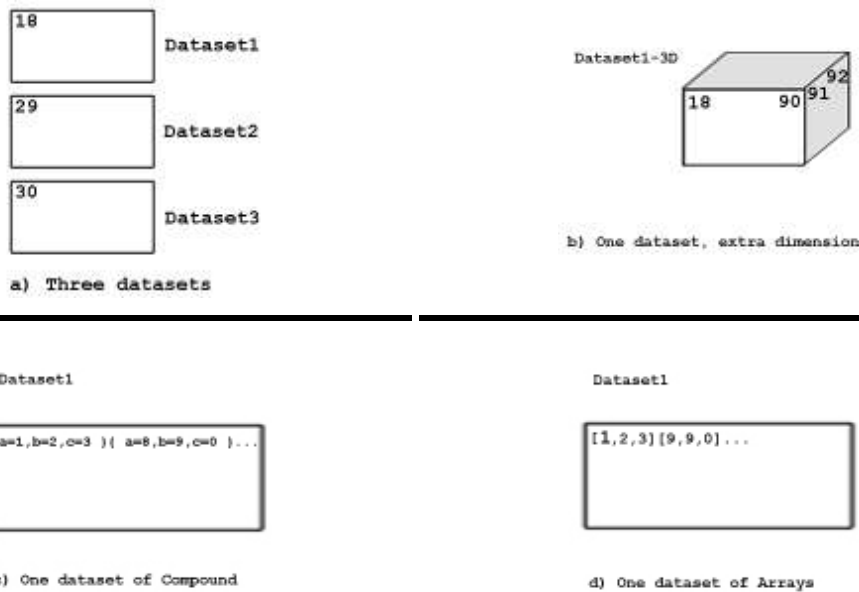 18
Dataset1
29
Dataset2
30
Dataset3
a) Three datasets
Dataset1-3D
18 90 91 92
b) One dataset, extra dimension
Dataset1
a=1,b=2,c=3 )( a=8,b=9,c=0 )...
) One dataset of Compound
Dataset1
[1,2,3][9,9,0]...
d) One dataset of Arrays